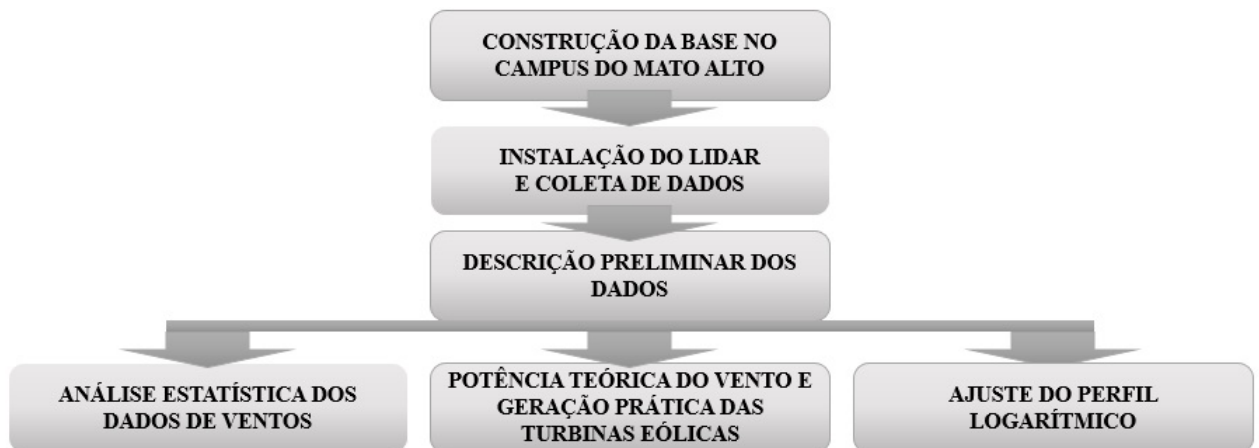 CONSTRUÇÃO DA BASE NO
CAMPUS DO MATO ALTO
INSTALAÇÃO DO LIDAR
E COLETA DE DADOS
DESCRIÇÃO PRELIMINAR DOS
DADOS
ANÁLISE ESTATÍSTICA DOS
DADOS DE VENTOS
POTÊNCIA TEÓRICA DO VENTO E
GERAÇÃO PRÁTICA DAS
TURBINAS EÓLICAS
AJUSTE DO PERFIL
LOGARÍTMICO